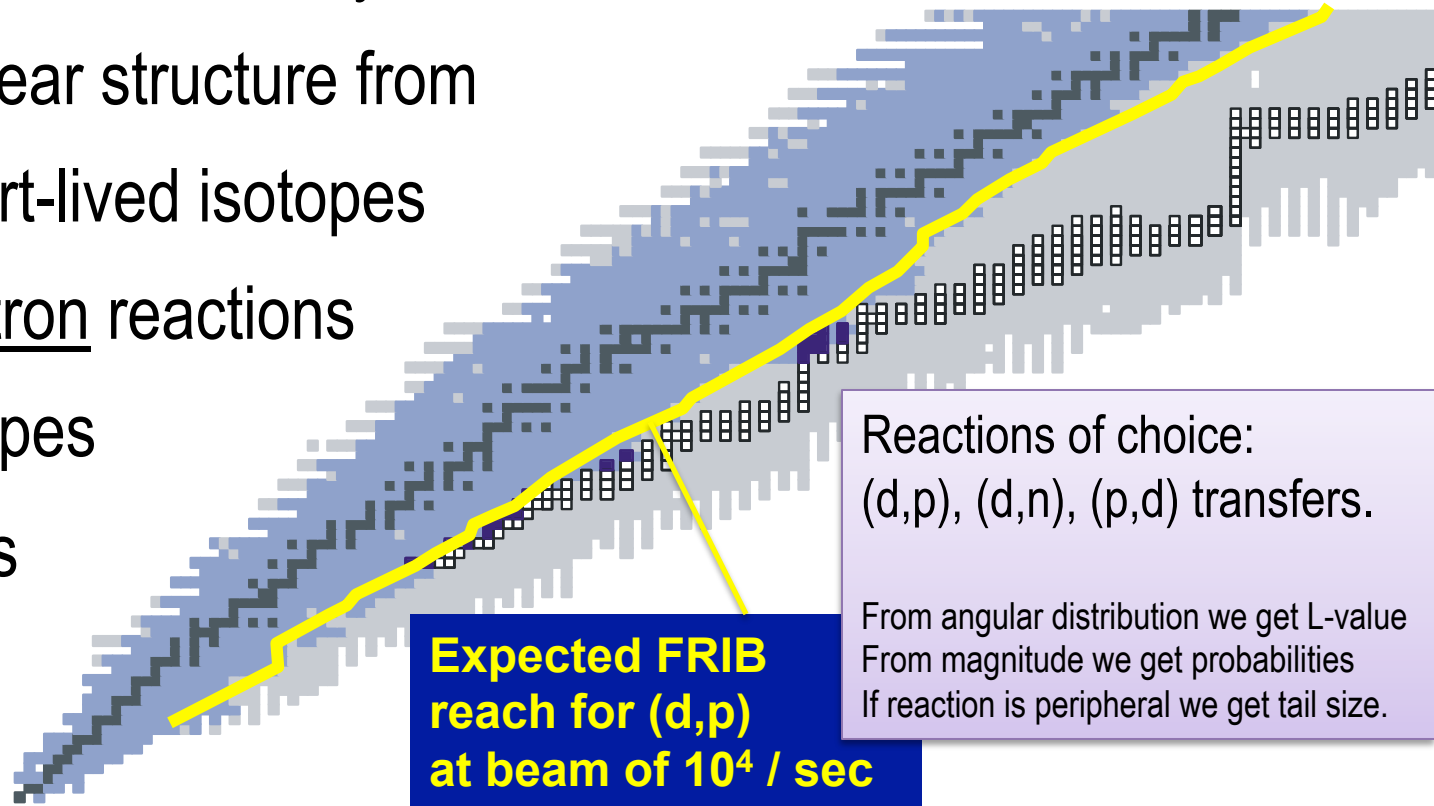 ear structure from
rt-lived isotopes
tron reactions
pes
s
Reactions of choice:
(d,p), (d,n), (p,d) transfers.
From angular distribution we get L-value
From magnitude we get probabilities
If reaction is peripheral we get tail size.
Expected FRIB
reach for (d,p)
at beam of 10⁴ / sec